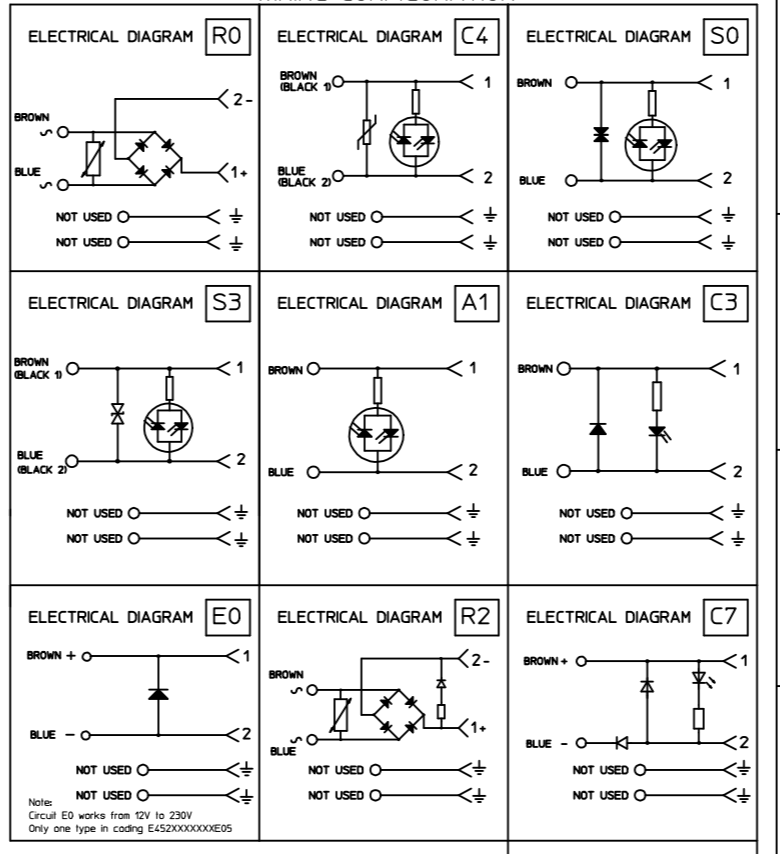 ELECTRICAL DIAGRAM R0
2-
BROWN
~
BLUE ~
1+
NOT USED
NOT USED
ELECTRICAL DIAGRAM C4
BROWN
(BLACK 1)
1
BLUE
(BLACK 2)
2
NOT USED
NOT USED
ELECTRICAL DIAGRAM S0
BROWN 1
BLUE 2
NOT USED
NOT USED
ELECTRICAL DIAGRAM S3
BROWN
(BLACK 1)
1
BLUE
(BLACK 2)
2
NOT USED
NOT USED
ELECTRICAL DIAGRAM A1
BROWN 1
BLUE 2
NOT USED
NOT USED
ELECTRICAL DIAGRAM C3
BROWN 1
BLUE 2
NOT USED
NOT USED
ELECTRICAL DIAGRAM E0
BROWN + 1
BLUE - 2
NOT USED
NOT USED
Note:
Circuit E0 works from 12V to 230V
Only one type in coding E452XXXXXXXE05
ELECTRICAL DIAGRAM R2
2-
BROWN
~
1+
~
BLUE
NOT USED
NOT USED
ELECTRICAL DIAGRAM C7
BROWN + 1
BLUE - 2
NOT USED
NOT USED